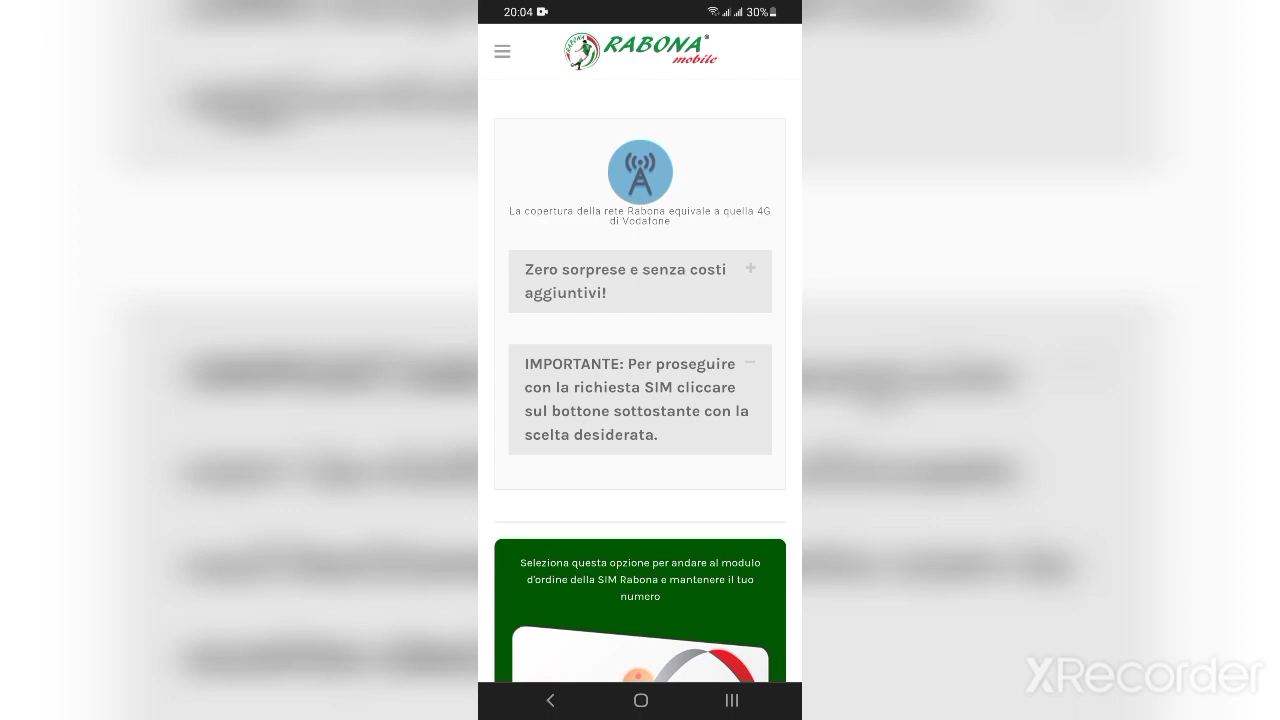 20:04
30%
RABONA
mobile
La copertura della rete Rabona equivale a quella 4G
di Vodafone
Zero sorprese e senza costi +
aggiuntivi!
IMPORTANTE: Per proseguire –
con la richiesta SIM cliccare
sul bottone sottostante con la
scelta desiderata.
Seleziona questa opzione per andare al modulo
d'ordine della SIM Rabona e mantenere il tuo
numero
XRecorder